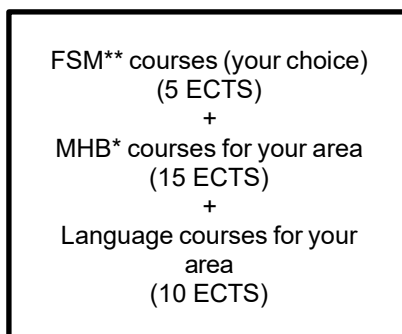 FSM** courses (your choice)
(5 ECTS)
+
MHB* courses for your area
(15 ECTS)
+
Language courses for your
area
(10 ECTS)